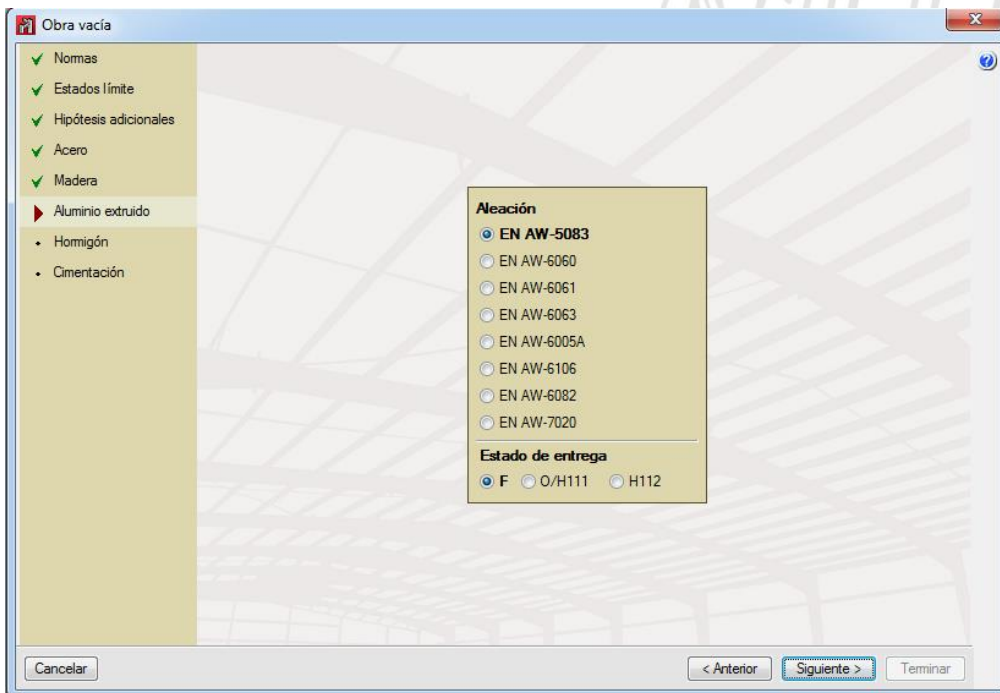 Obra vacía
Normas
Estados límite
Hipótesis adicionales
Acero
Madera
Aluminio extruido
Hormigón
Cimentación
Aleación
EN AW-5083
EN AW-6060
EN AW-6061
EN AW-6063
EN AW-6005A
EN AW-6106
EN AW-6082
EN AW-7020
Estado de entrega
F O/H111 H112
Cancelar < Anterior Siguiente > Terminar